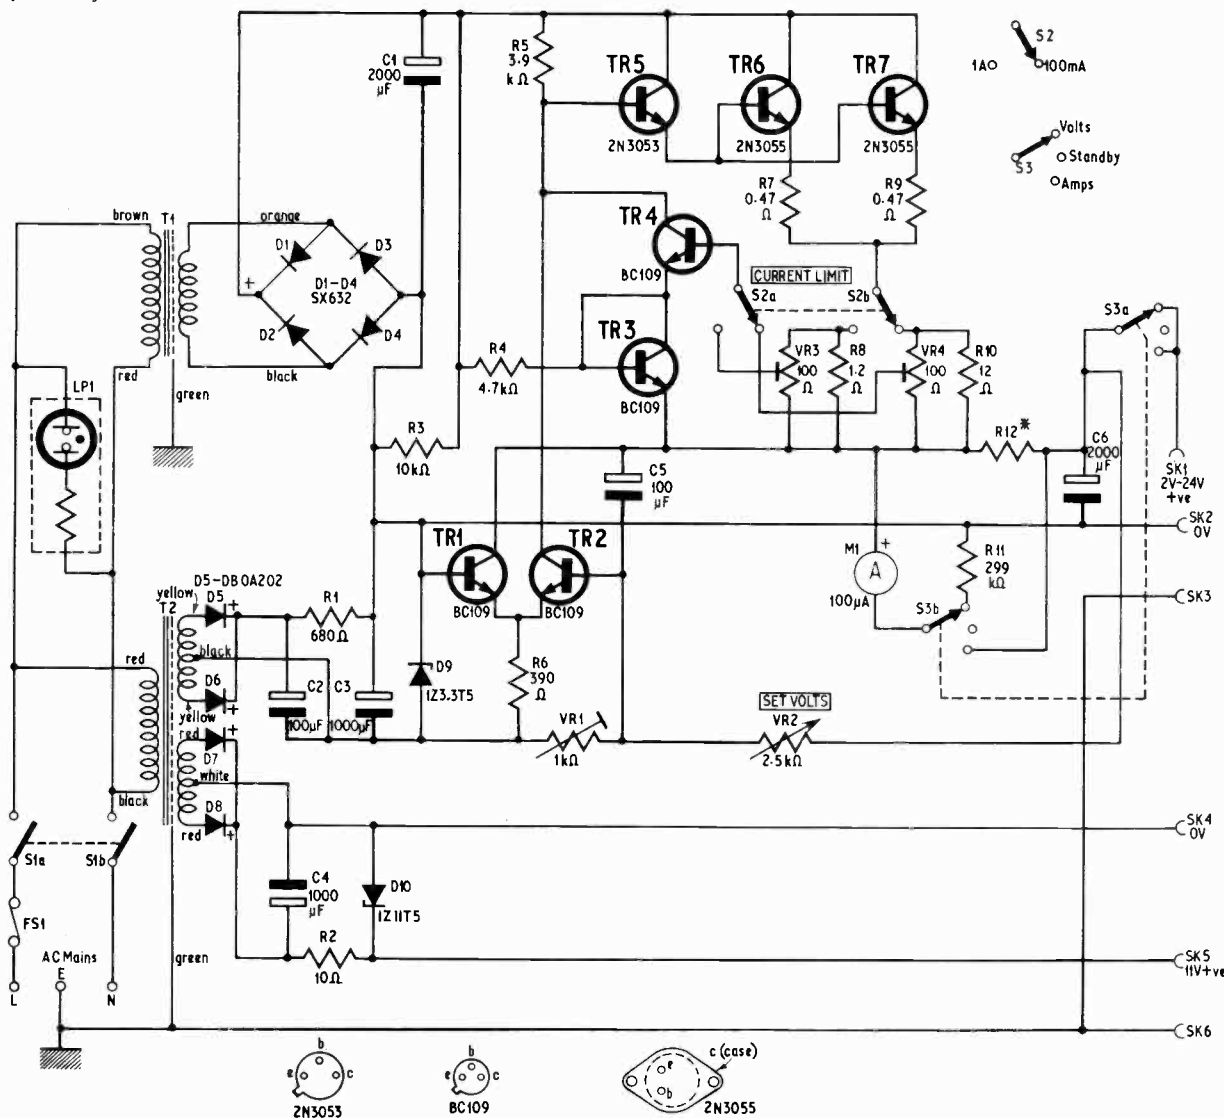 C1
2000
µF
R5
3.9
kΩ
TR5
TR6
TR7
2N3053
2N3055
2N3055
S2
1A
100mA
Volts
Standby
S3
Amps
R7
0.47
Ω
R9
0.47
Ω
brown
T1
orange
D1
D3
D1-D4
SX632
+
D2
D4
red
black
green
TR4
BC109
CURRENT LIMIT
S2a
S2b
S3a
TR3
BC109
R4
4.7kΩ
VR3
100
Ω
R8
1.2
Ω
VR4
100
Ω
R10
12
Ω
LP1
R3
10kΩ
R12*
C6
2000
µF
SK1
2V-24V
+ve
C5
100
µF
SK2
0V
TR1
TR2
BC109
BC109
M1
+
A
100µA
R11
299
kΩ
S3b
SK3
D5-D8 OA202
yellow
D5
+
T2
R1
680Ω
red
black
D6
+
yellow
C2
100µF
C3
1000µF
D9
1Z3.3T5
R6
390
Ω
VR1
1kΩ
SET VOLTS
VR2
2.5kΩ
red
+
D7
white
black
D8
red
+
SK4
0V
S1a
S1b
C4
1000
µF
D10
1Z11T5
FS1
R2
10Ω
SK5
11V+ve
AC Mains
L
E
N
green
SK6
b
e
c
2N3053
b
e
c
BC109
c (case)
e
b
2N3055